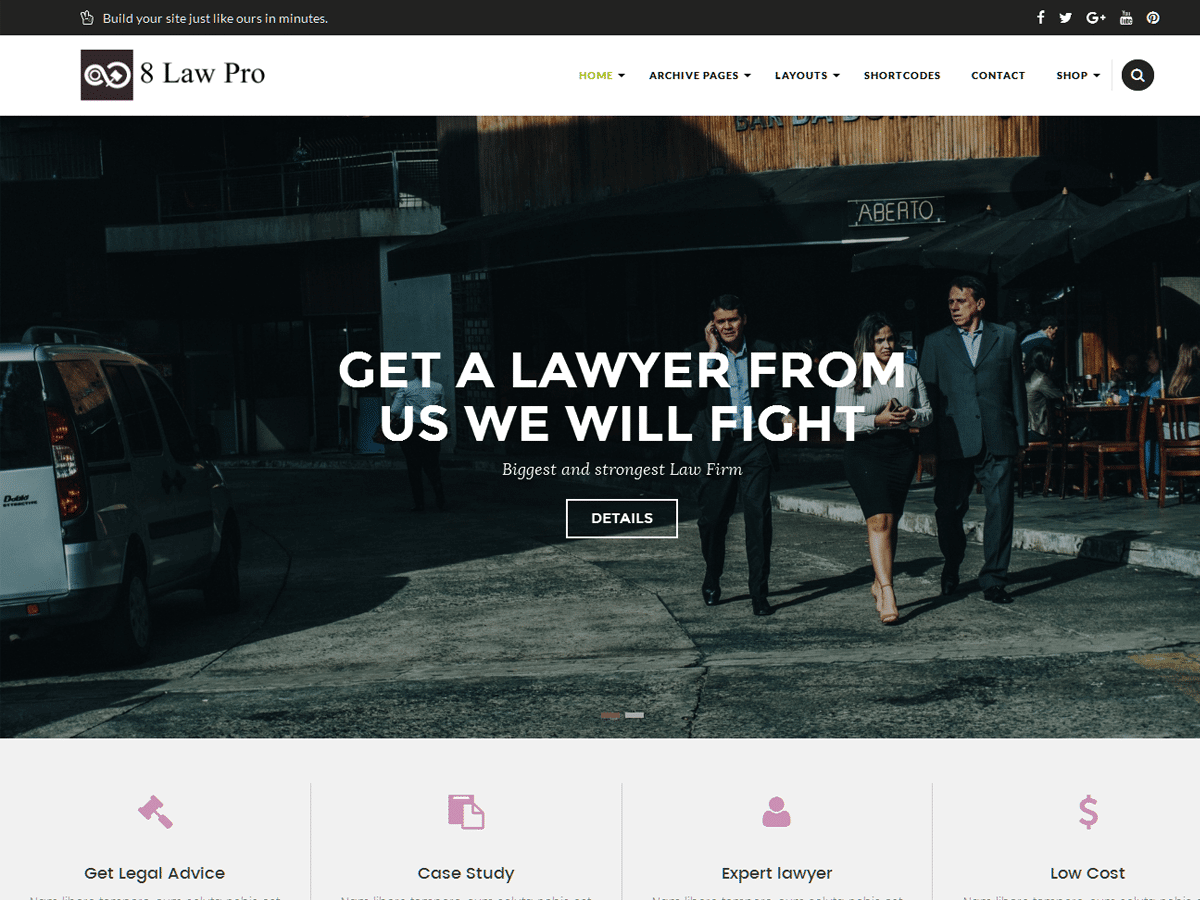 Build your site just like ours in minutes.
8 Law Pro
HOME
ARCHIVE PAGES
LAYOUTS
SHORTCODES
CONTACT
SHOP
ABERTO
GET A LAWYER FROM
US WE WILL FIGHT
Biggest and strongest Law Firm
DETAILS
Doblò
Get Legal Advice
Case Study
Expert lawyer
Low Cost